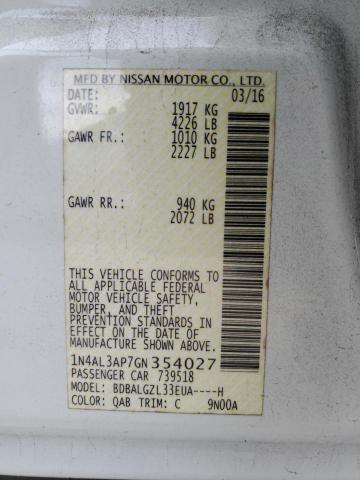 MFD BY NISSAN MOTOR CO., LTD.
DATE: 03/16
GVWR: 1917 KG
4226 LB
GAWR FR.: 1010 KG
2227 LB
GAWR RR.: 940 KG
2072 LB
THIS VEHICLE CONFORMS TO
ALL APPLICABLE FEDERAL
MOTOR VEHICLE SAFETY,
BUMPER, AND THEFT
PREVENTION STANDARDS IN
EFFECT ON THE DATE OF
MANUFACTURE SHOWN ABOVE.
1N4AL3AP7GN354027
PASSENGER CAR 739518
MODEL: BDBALGZL33EUA----H
COLOR: QAB TRIM: C 9N00A